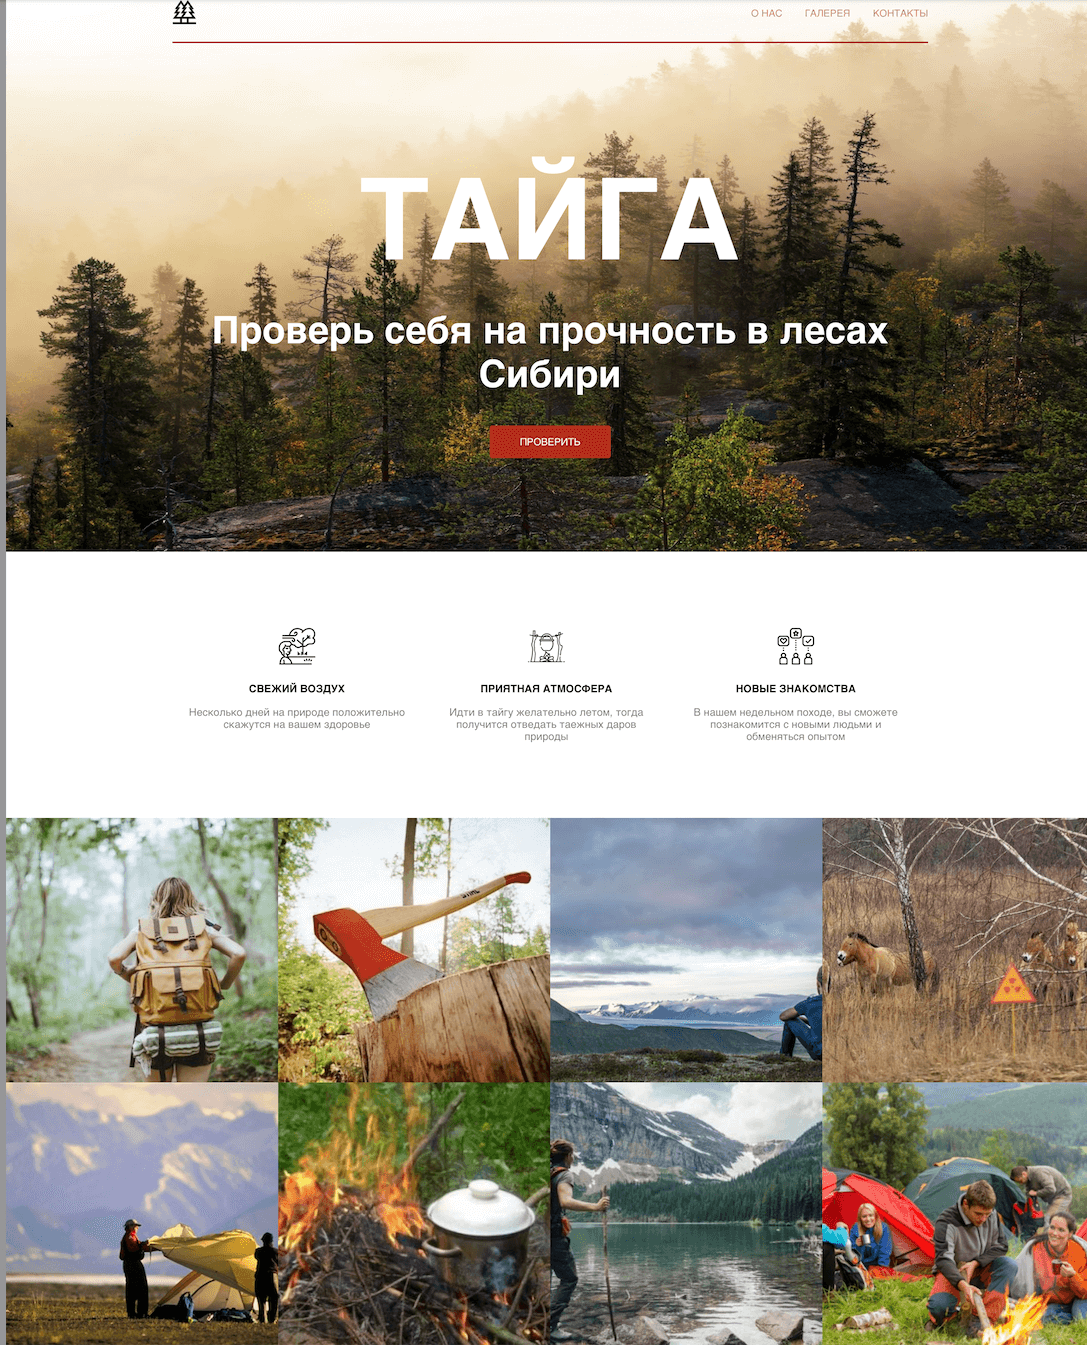 О НАС ГАЛЕРЕЯ КОНТАКТЫ
ТАЙГА
Проверь себя на прочность в лесах
Сибири
ПРОВЕРИТЬ
СВЕЖИЙ ВОЗДУХ
Несколько дней на природе положительно
скажутся на вашем здоровье
ПРИЯТНАЯ АТМОСФЕРА
Идти в тайгу желательно летом, тогда
получится отведать таежных даров
природы
НОВЫЕ ЗНАКОМСТВА
В нашем недельном походе, вы сможете
познакомится с новыми людьми и
обменяться опытом